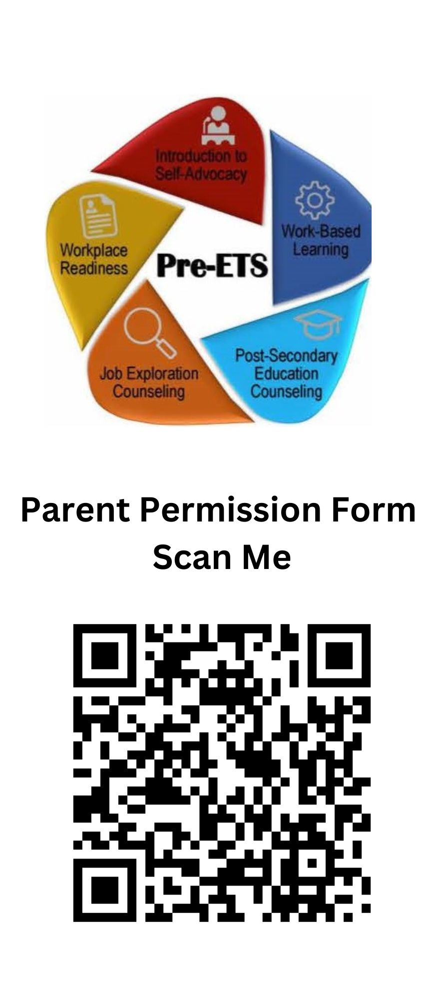 Introduction to
Self-Advocacy
Work-Based
Learning
Workplace
Readiness
Pre-ETS
Post-Secondary
Education
Counseling
Job Exploration
Counseling
Parent Permission Form
Scan Me